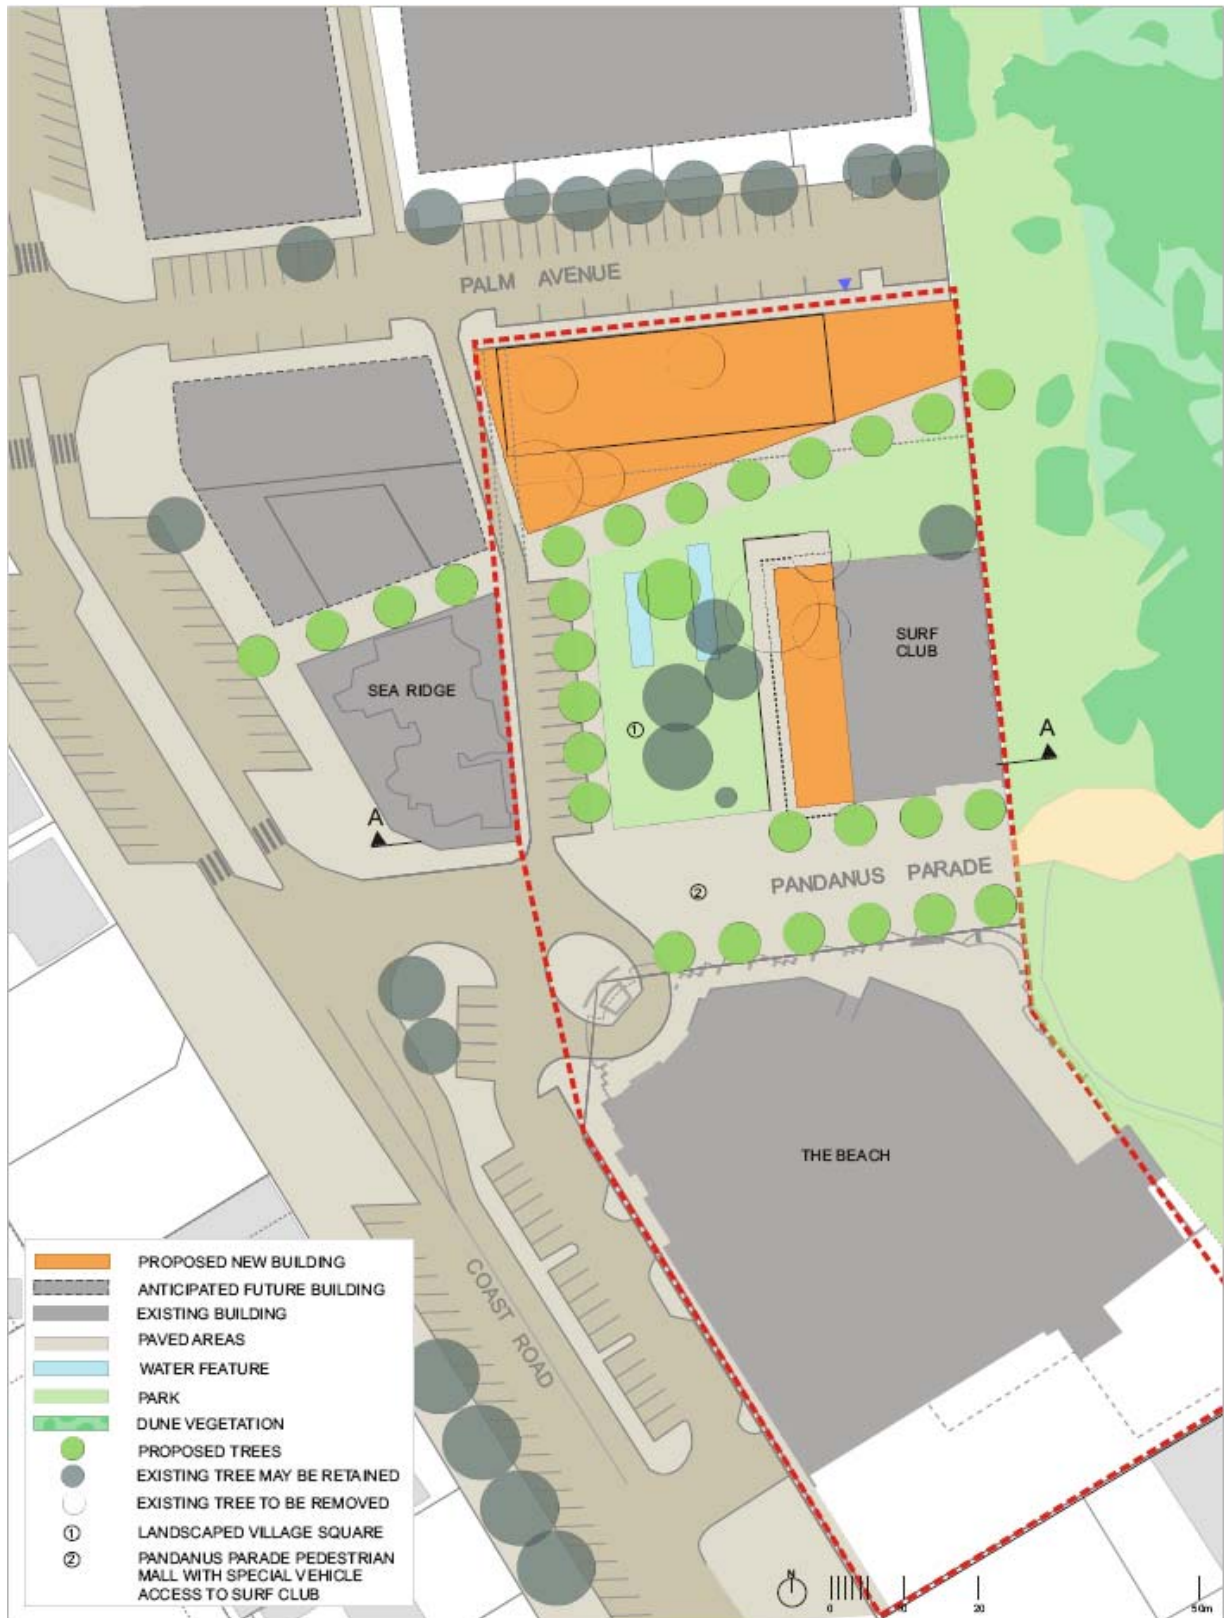 PALM AVENUE
SURF
CLUB
SEA RIDGE
①
A
A
②
PANDANUS PARADE
THE BEACH
COAST ROAD
PROPOSED NEW BUILDING
ANTICIPATED FUTURE BUILDING
EXISTING BUILDING
PAVED AREAS
WATER FEATURE
PARK
DUNE VEGETATION
PROPOSED TREES
EXISTING TREE MAY BE RETAINED
EXISTING TREE TO BE REMOVED
① LANDSCAPED VILLAGE SQUARE
② PANDANUS PARADE PEDESTRIAN
MALL WITH SPECIAL VEHICLE
ACCESS TO SURF CLUB
N
0 10 20 50m